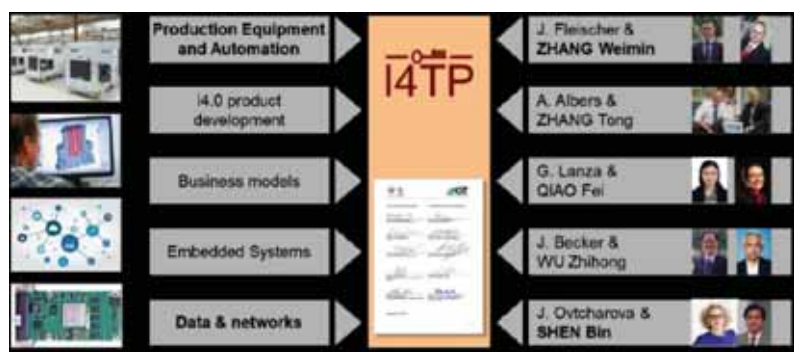 Production Equipment
and Automation
i4.0 product
development
Business models
Embedded Systems
Data & networks
I4TP
J. Fleischer &
ZHANG Weimin
A. Albers &
ZHANG Tong
G. Lanza &
QIAO Fei
J. Becker &
WU Zhihong
J. Ovtcharova &
SHEN Bin